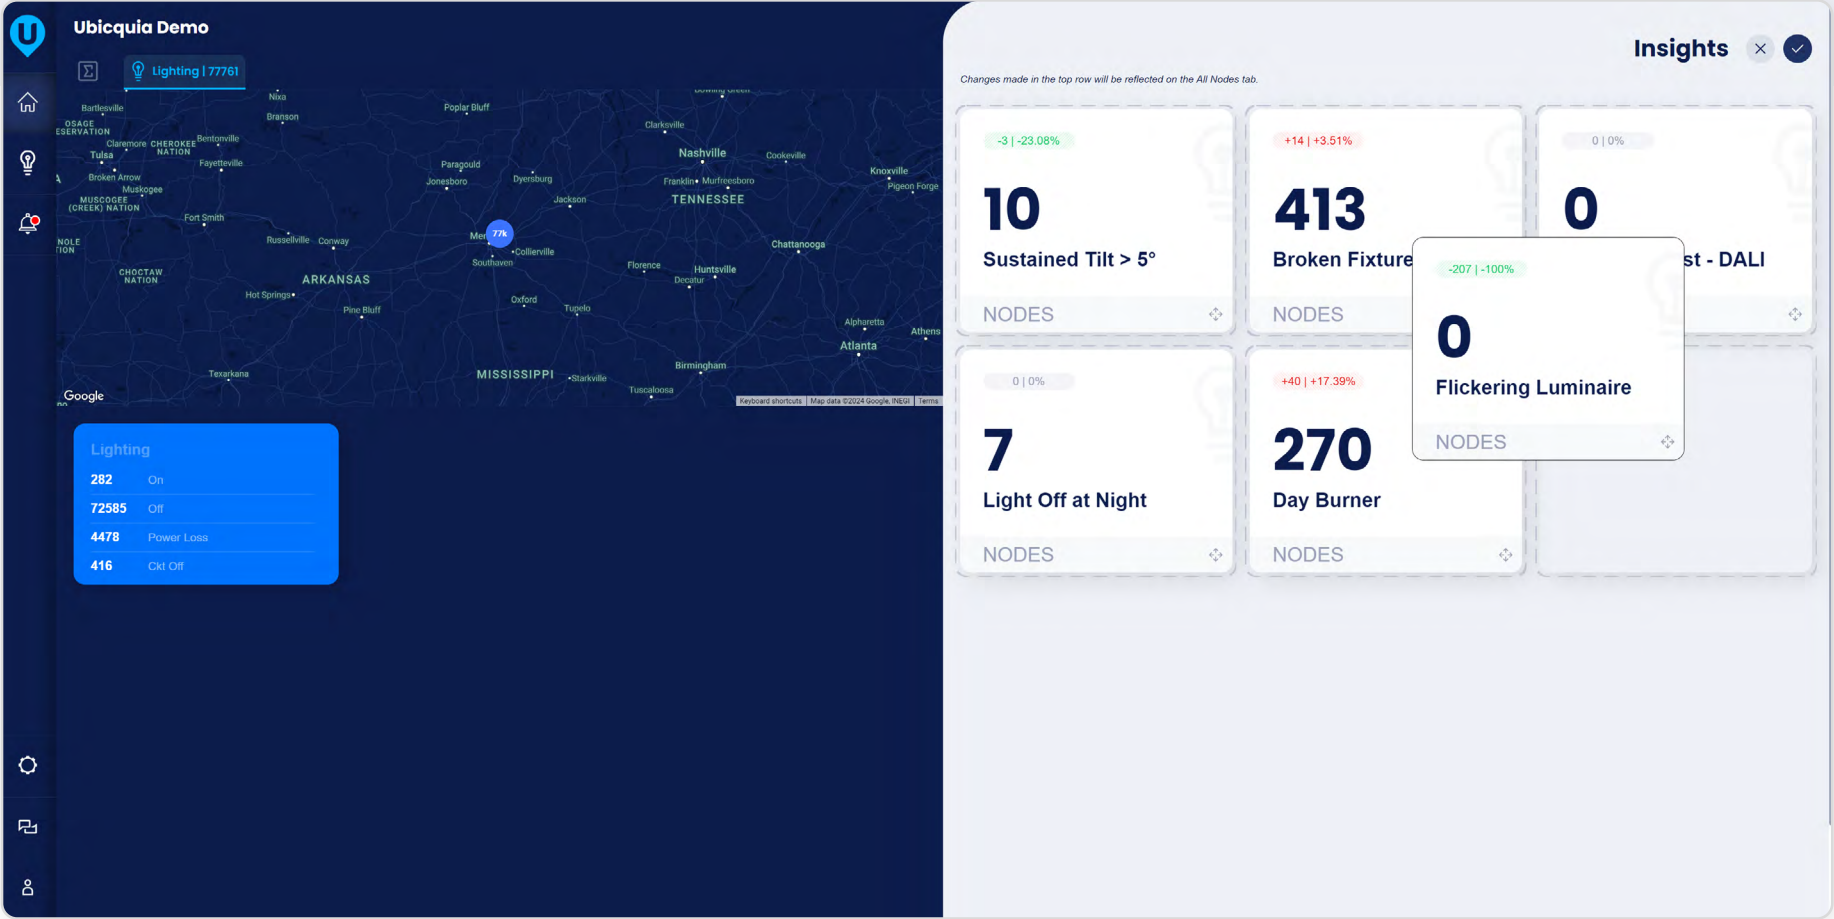 Ubicquia Demo
Lighting | 77761
Nixa
Bartlesville
Branson
Poplar Bluff
Bowling Green
OSAGE
ESERVATION
Clarksville
Claremore
CHEROKEE
NATION
Bentonville
Tulsa
Fayetteville
Nashville
Cookeville
Paragould
Knoxville
Broken Arrow
Jonesboro
Dyersburg
Franklin
Murfreesboro
Pigeon Forge
Muskogee
MUSCOGEE
(CREEK) NATION
Jackson
TENNESSEE
Fort Smith
Mem
77k
NOLE
TION
Russellville
Conway
Collierville
Chattanooga
Southaven
CHOCTAW
NATION
ARKANSAS
Florence
Huntsville
Decatur
Hot Springs
Pine Bluff
Oxford
Tupelo
Alpharetta
Athens
Atlanta
Texarkana
MISSISSIPPI
Starkville
Birmingham
Tuscaloosa
Google
Keyboard shortcuts
Map data ©2024 Google, INEGI
Terms
Lighting
282 On
72585 Off
4478 Power Loss
416 Ckt Off
Insights
Changes made in the top row will be reflected on the All Nodes tab.
-3 | -23.08%
10
Sustained Tilt > 5°
NODES
+14 | +3.51%
413
Broken Fixture
NODES
0 | 0%
0
st - DALI
-207 | -100%
0
Flickering Luminaire
NODES
0 | 0%
7
Light Off at Night
NODES
+40 | +17.39%
270
Day Burner
NODES